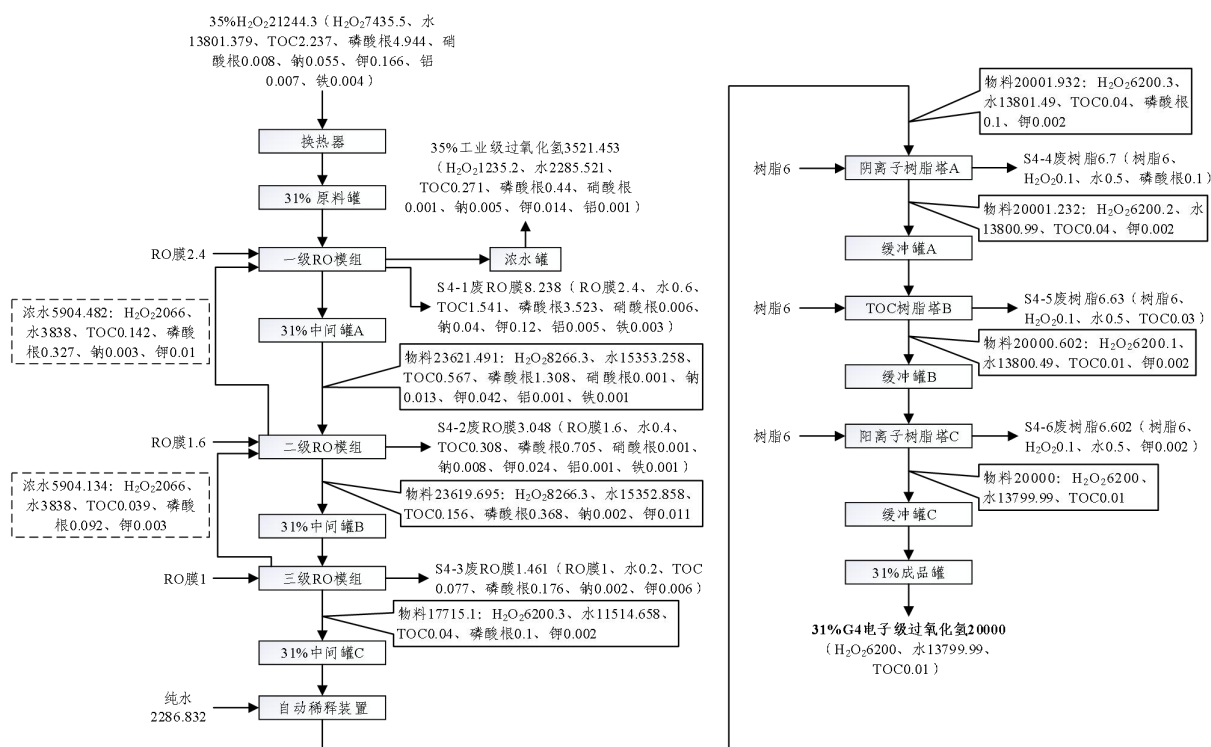 35%H₂O₂21244.3（H₂O₂7435.5、水
13801.379、TOC2.237、磷酸根4.944、硝
酸根0.008、钠0.055、钾0.166、铝
0.007、铁0.004）
换热器
31%原料罐
35%工业级过氧化氢3521.453
（H₂O₂1235.2、水2285.521、
TOC0.271、磷酸根0.44、硝酸根
0.001、钠0.005、钾0.014、铝0.001）
RO膜2.4
一级RO模组
浓水罐
S4-1废RO膜8.238（RO膜2.4、水0.6、
TOC1.541、磷酸根3.523、硝酸根0.006、
钠0.04、钾0.12、铝0.005、铁0.003）
浓水5904.482：H₂O₂2066、
水3838、TOC0.142、磷酸
根0.327、钠0.003、钾0.01
31%中间罐A
物料23621.491：H₂O₂8266.3、水15353.258、
TOC0.567、磷酸根1.308、硝酸根0.001、钠
0.013、钾0.042、铝0.001、铁0.001
RO膜1.6
二级RO模组
S4-2废RO膜3.048（RO膜1.6、水0.4、
TOC0.308、磷酸根0.705、硝酸根0.001、
钠0.008、钾0.024、铝0.001、铁0.001）
浓水5904.134：H₂O₂2066、
水3838、TOC0.039、磷酸
根0.092、钾0.003
物料23619.695：H₂O₂8266.3、水15352.858、
TOC0.156、磷酸根0.368、钠0.002、钾0.011
31%中间罐B
RO膜1
三级RO模组
S4-3废RO膜1.461（RO膜1、水0.2、TOC
0.077、磷酸根0.176、钠0.002、钾0.006）
物料17715.1：H₂O₂6200.3、水11514.658、
TOC0.04、磷酸根0.1、钾0.002
31%中间罐C
纯水
2286.832
自动稀释装置
物料20001.932：H₂O₂6200.3、
水13801.49、TOC0.04、磷酸根
0.1、钾0.002
树脂6
阴离子树脂塔A
S4-4废树脂6.7（树脂6、
H₂O₂0.1、水0.5、磷酸根0.1）
物料20001.232：H₂O₂6200.2、水
13800.99、TOC0.04、钾0.002
缓冲罐A
树脂6
TOC树脂塔B
S4-5废树脂6.63（树脂6、
H₂O₂0.1、水0.5、TOC0.03）
物料20000.602：H₂O₂6200.1、
水13800.49、TOC0.01、钾0.002
缓冲罐B
树脂6
阳离子树脂塔C
S4-6废树脂6.602（树脂6、
H₂O₂0.1、水0.5、钾0.002）
物料20000：H₂O₂6200、
水13799.99、TOC0.01
缓冲罐C
31%成品罐
31%G4电子级过氧化氢20000
（H₂O₂6200、水13799.99、
TOC0.01）